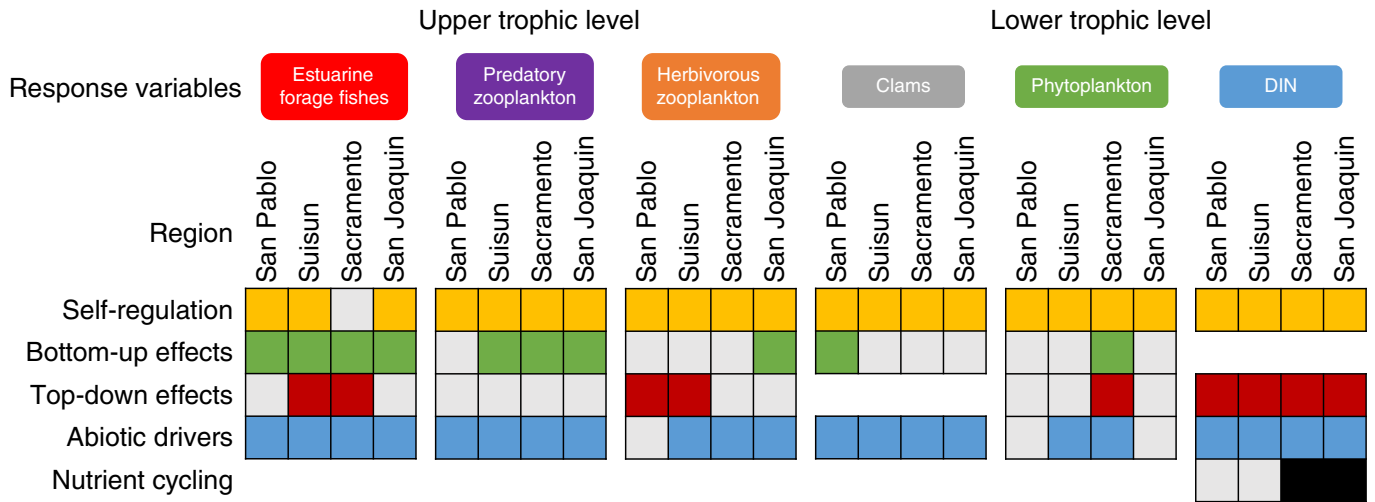 Upper trophic level
Lower trophic level
Response variables
Estuarine
forage fishes
Predatory
zooplankton
Herbivorous
zooplankton
Clams
Phytoplankton
DIN
Region
San Pablo
Suisun
Sacramento
San Joaquin
San Pablo
Suisun
Sacramento
San Joaquin
San Pablo
Suisun
Sacramento
San Joaquin
San Pablo
Suisun
Sacramento
San Joaquin
San Pablo
Suisun
Sacramento
San Joaquin
San Pablo
Suisun
Sacramento
San Joaquin
Self-regulation
Bottom-up effects
Top-down effects
Abiotic drivers
Nutrient cycling